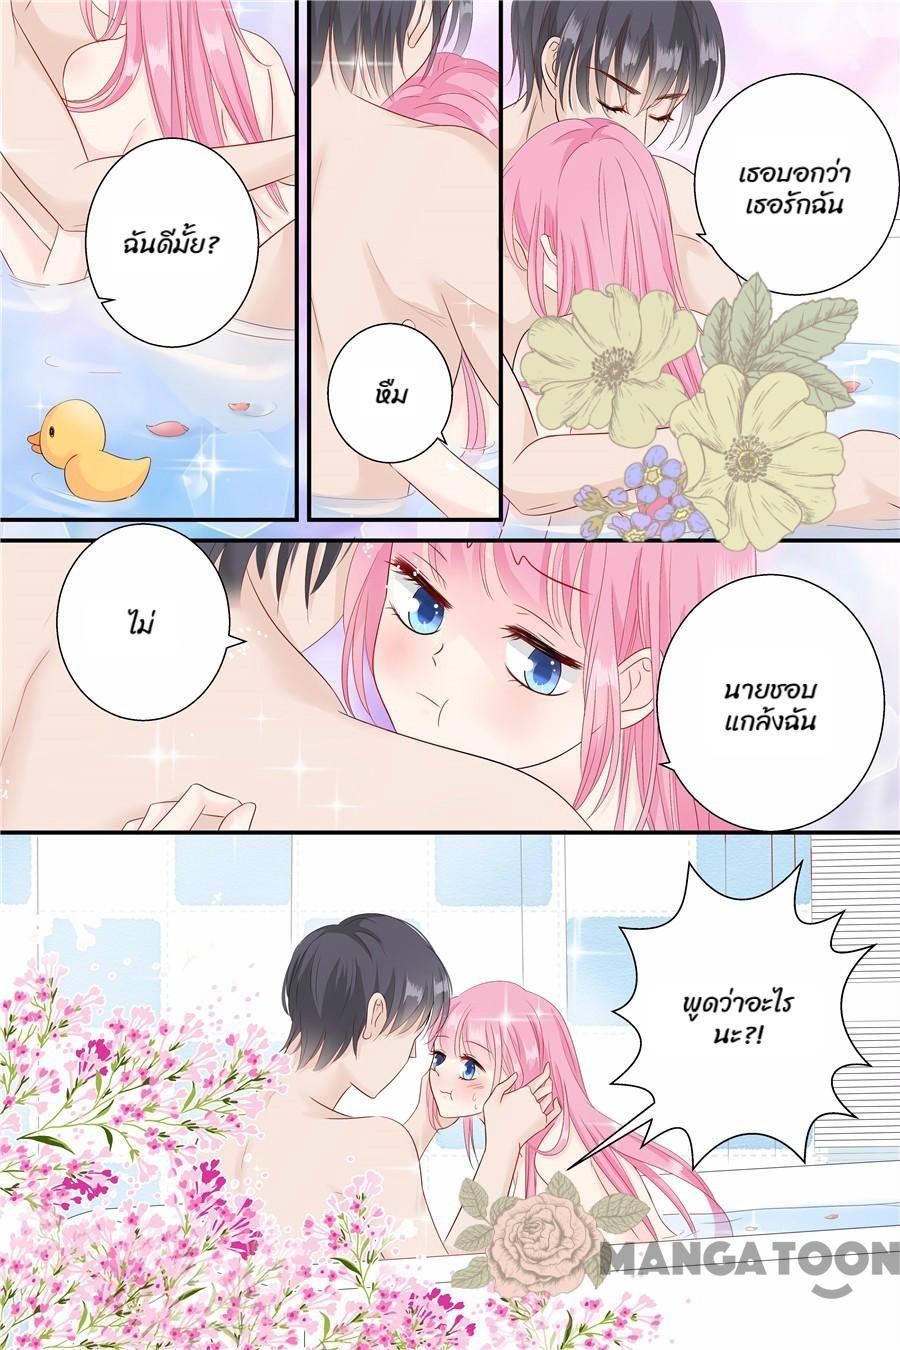 ฉันดีมั้ย?
หืม
เธอบอกว่า
เธอรักฉัน
ไม่
นายชอบ
แกล้งฉัน
พูดว่าอะไร
นะ?!
MANGATOON